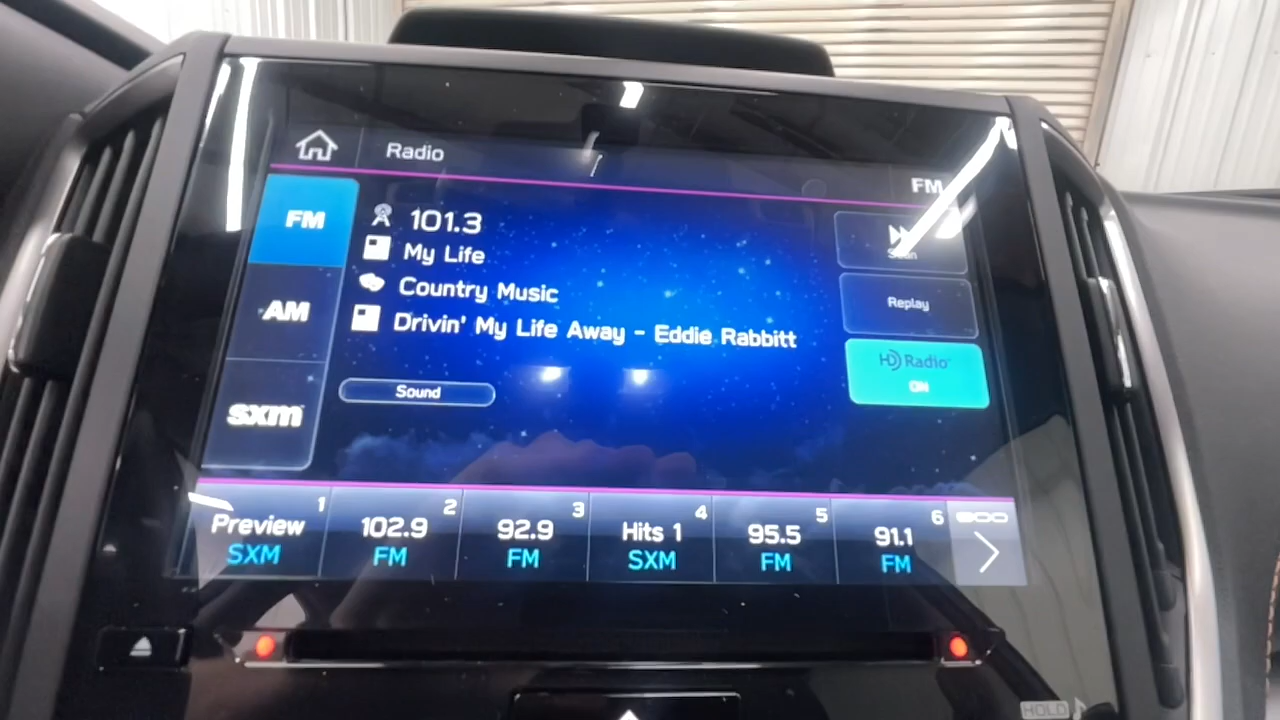 Radio
FM
FM
101.3
My Life
Country Music
Drivin' My Life Away - Eddie Rabbitt
Scan
Replay
HD Radio
ON
AM
sxm
Sound
1
Preview
SXM
2
102.9
FM
3
92.9
FM
4
Hits 1
SXM
5
95.5
FM
6
91.1
FM
HOLD